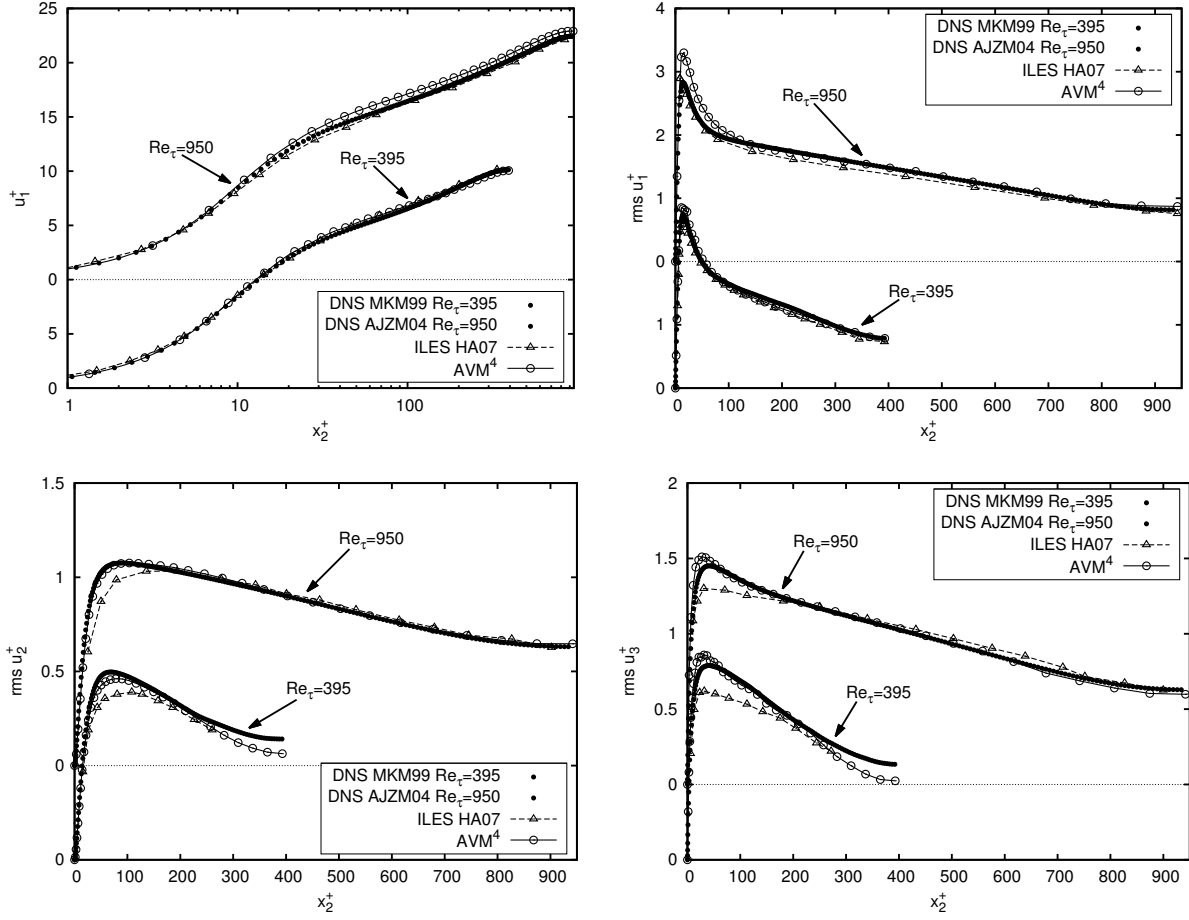 25
20
15
10
5
0
5
0
1
10
100
u₁⁺
x₂⁺
Reτ=950
Reτ=395
DNS MKM99 Reτ=395
DNS AJZM04 Reτ=950
ILES HA07
AVM⁴
4
3
2
1
0
1
0
0 100 200 300 400 500 600 700 800 900
rms u₁⁺
x₂⁺
DNS MKM99 Reτ=395
DNS AJZM04 Reτ=950
ILES HA07
AVM⁴
Reτ=950
Reτ=395
1.5
1
0.5
0
0
0 100 200 300 400 500 600 700 800 900
rms u₂⁺
x₂⁺
Reτ=950
Reτ=395
DNS MKM99 Reτ=395
DNS AJZM04 Reτ=950
ILES HA07
AVM⁴
2
1.5
1
0.5
0
0
0 100 200 300 400 500 600 700 800 900
rms u₃⁺
x₂⁺
DNS MKM99 Reτ=395
DNS AJZM04 Reτ=950
ILES HA07
AVM⁴
Reτ=950
Reτ=395